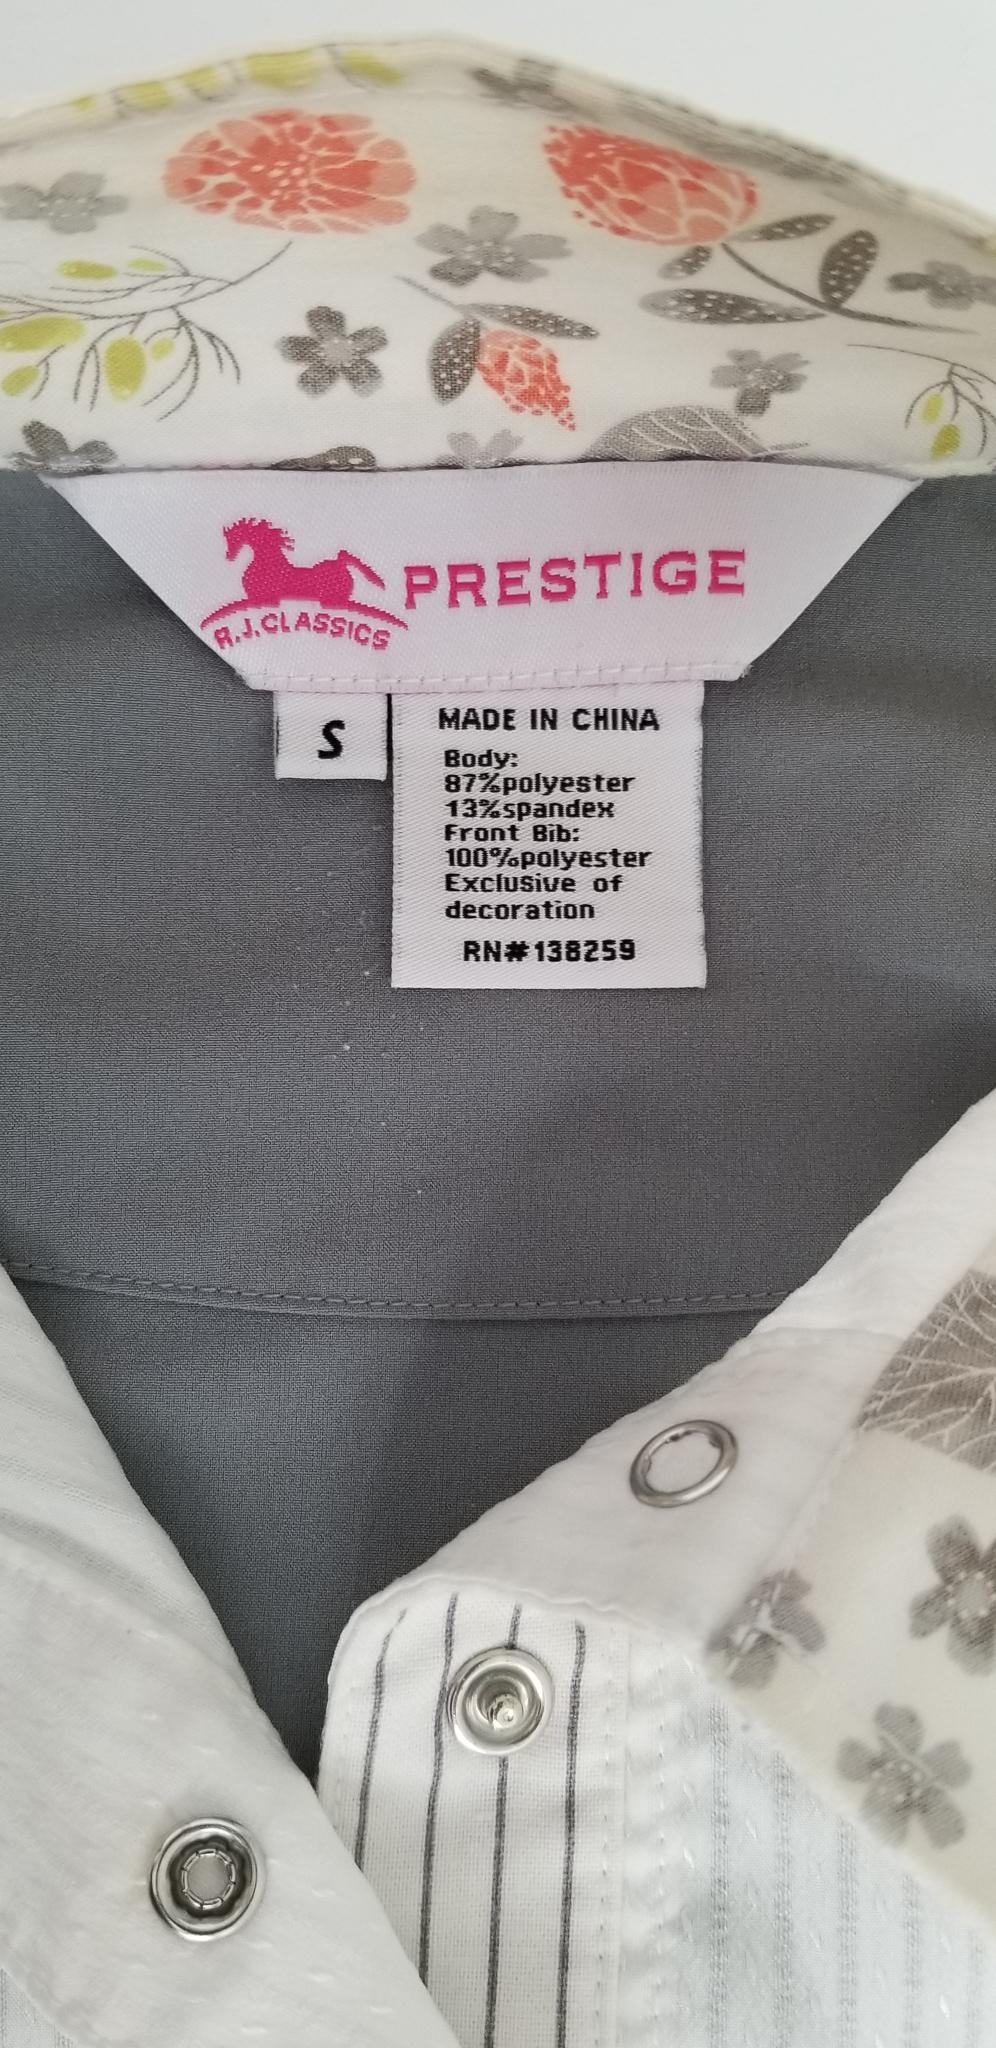 PRESTIGE
R.J.CLASSICS
S
MADE IN CHINA
Body:
87%polyester
13%spandex
Front Bib:
100%polyester
Exclusive of
decoration
RN#138259